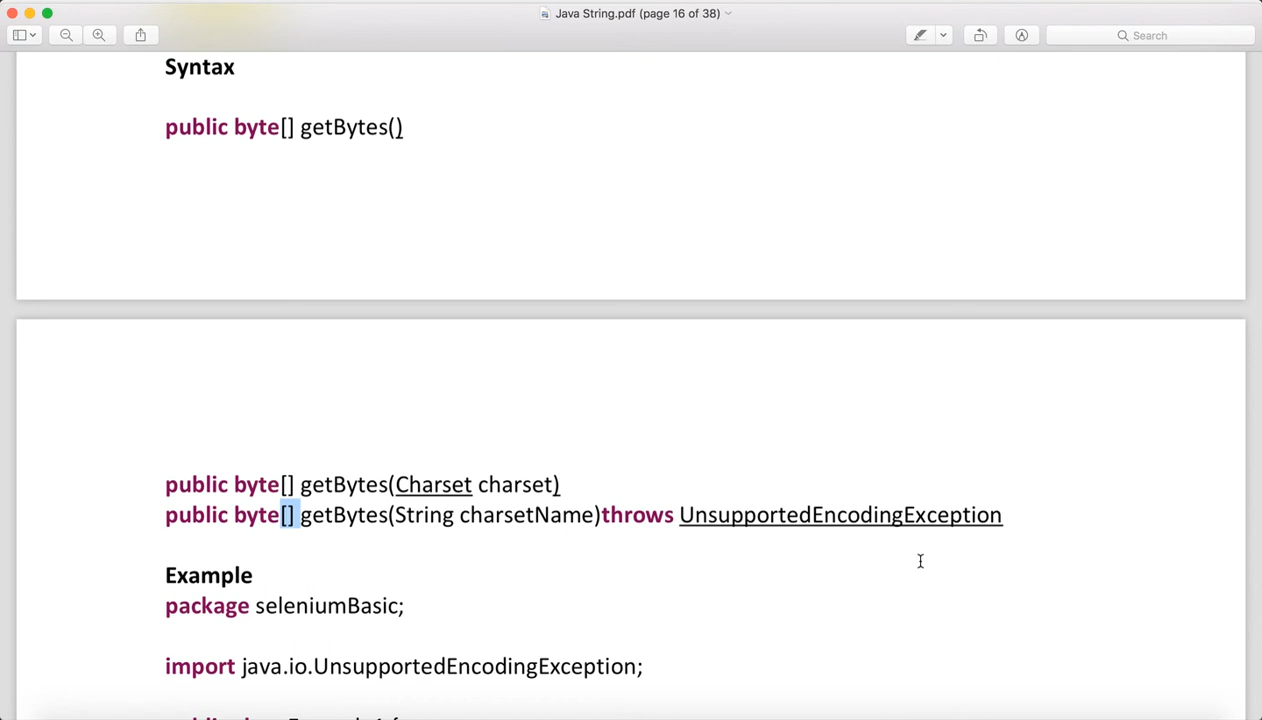 Java String.pdf (page 16 of 38)
Search
Syntax
public byte[] getBytes()
public byte[] getBytes(Charset charset)
public byte[] getBytes(String charsetName)throws UnsupportedEncodingException
Example
package seleniumBasic;
import java.io.UnsupportedEncodingException;